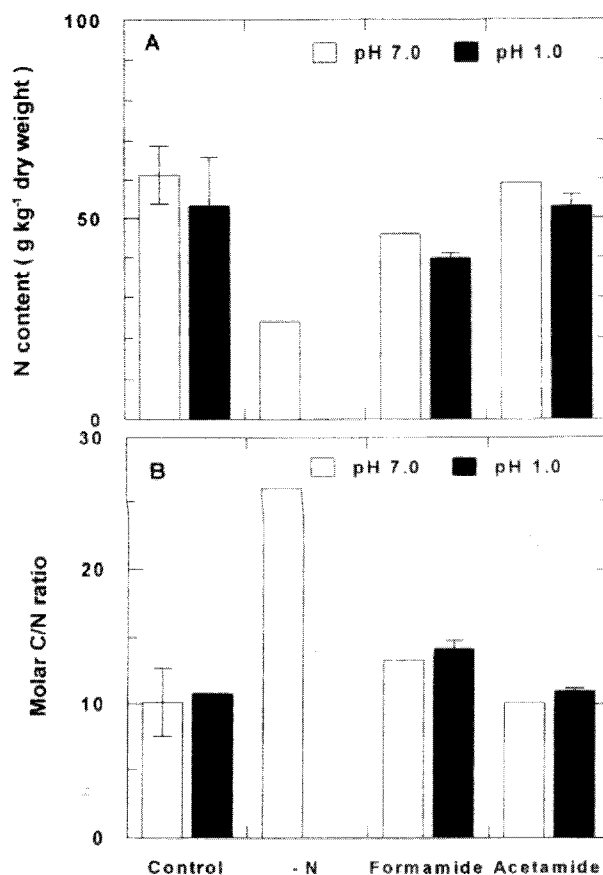 100
A
pH 7.0 pH 1.0
N content ( g kg⁻¹ dry weight )
50
0
30
B
pH 7.0 pH 1.0
Molar C/N ratio
20
10
0
Control - N Formamide Acetamide